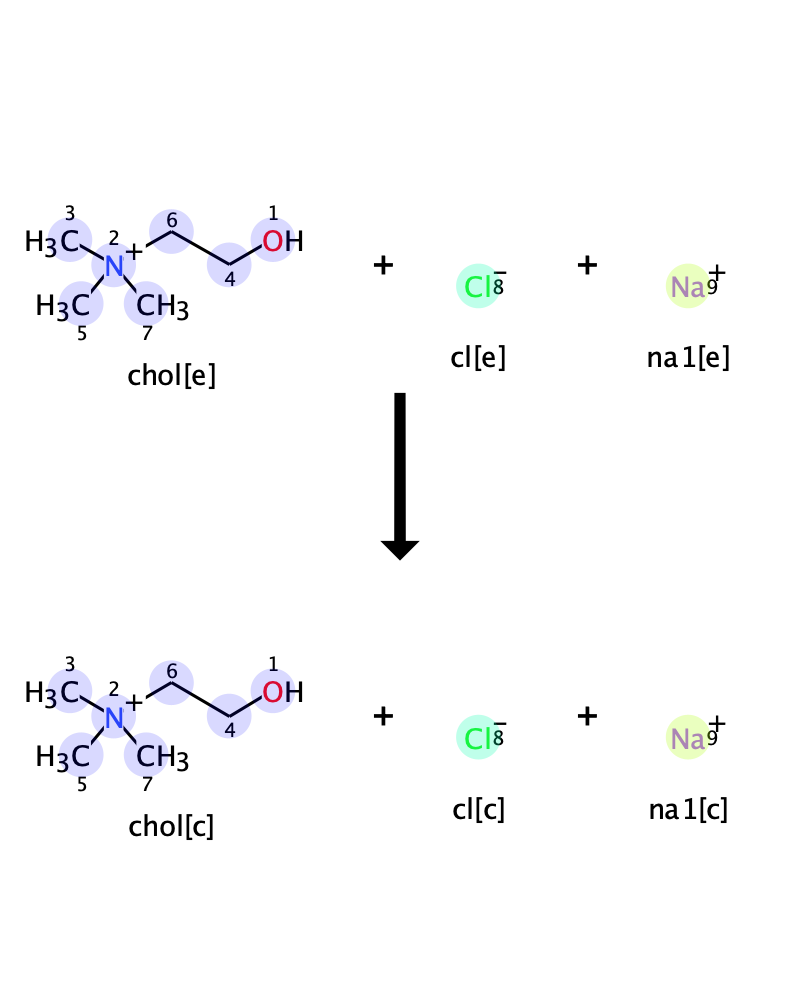 3 6 1
H3C 2 OH
N+ 4 + Cl− 8 + Na+ 9
H3C CH3
5 7
chol[e] cl[e] na1[e]
3 6 1
H3C 2 OH
N+ 4 + Cl− 8 + Na+ 9
H3C CH3
5 7
chol[c] cl[c] na1[c]